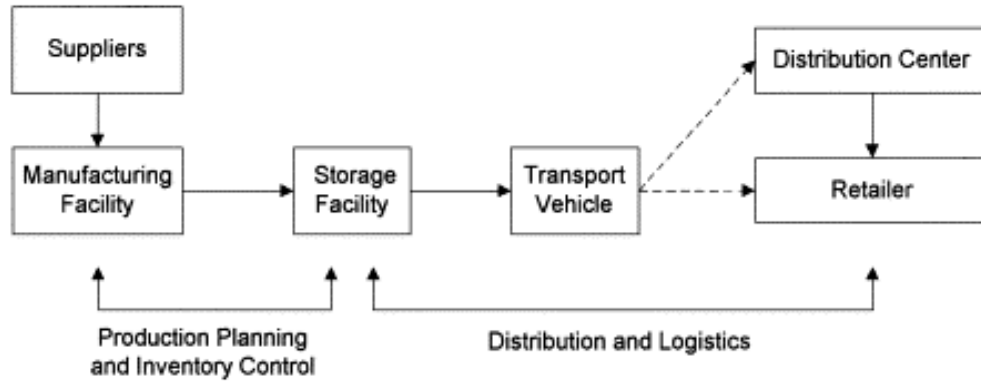 Suppliers
Distribution Center
Manufacturing
Facility
Storage
Facility
Transport
Vehicle
Retailer
Production Planning
and Inventory Control
Distribution and Logistics